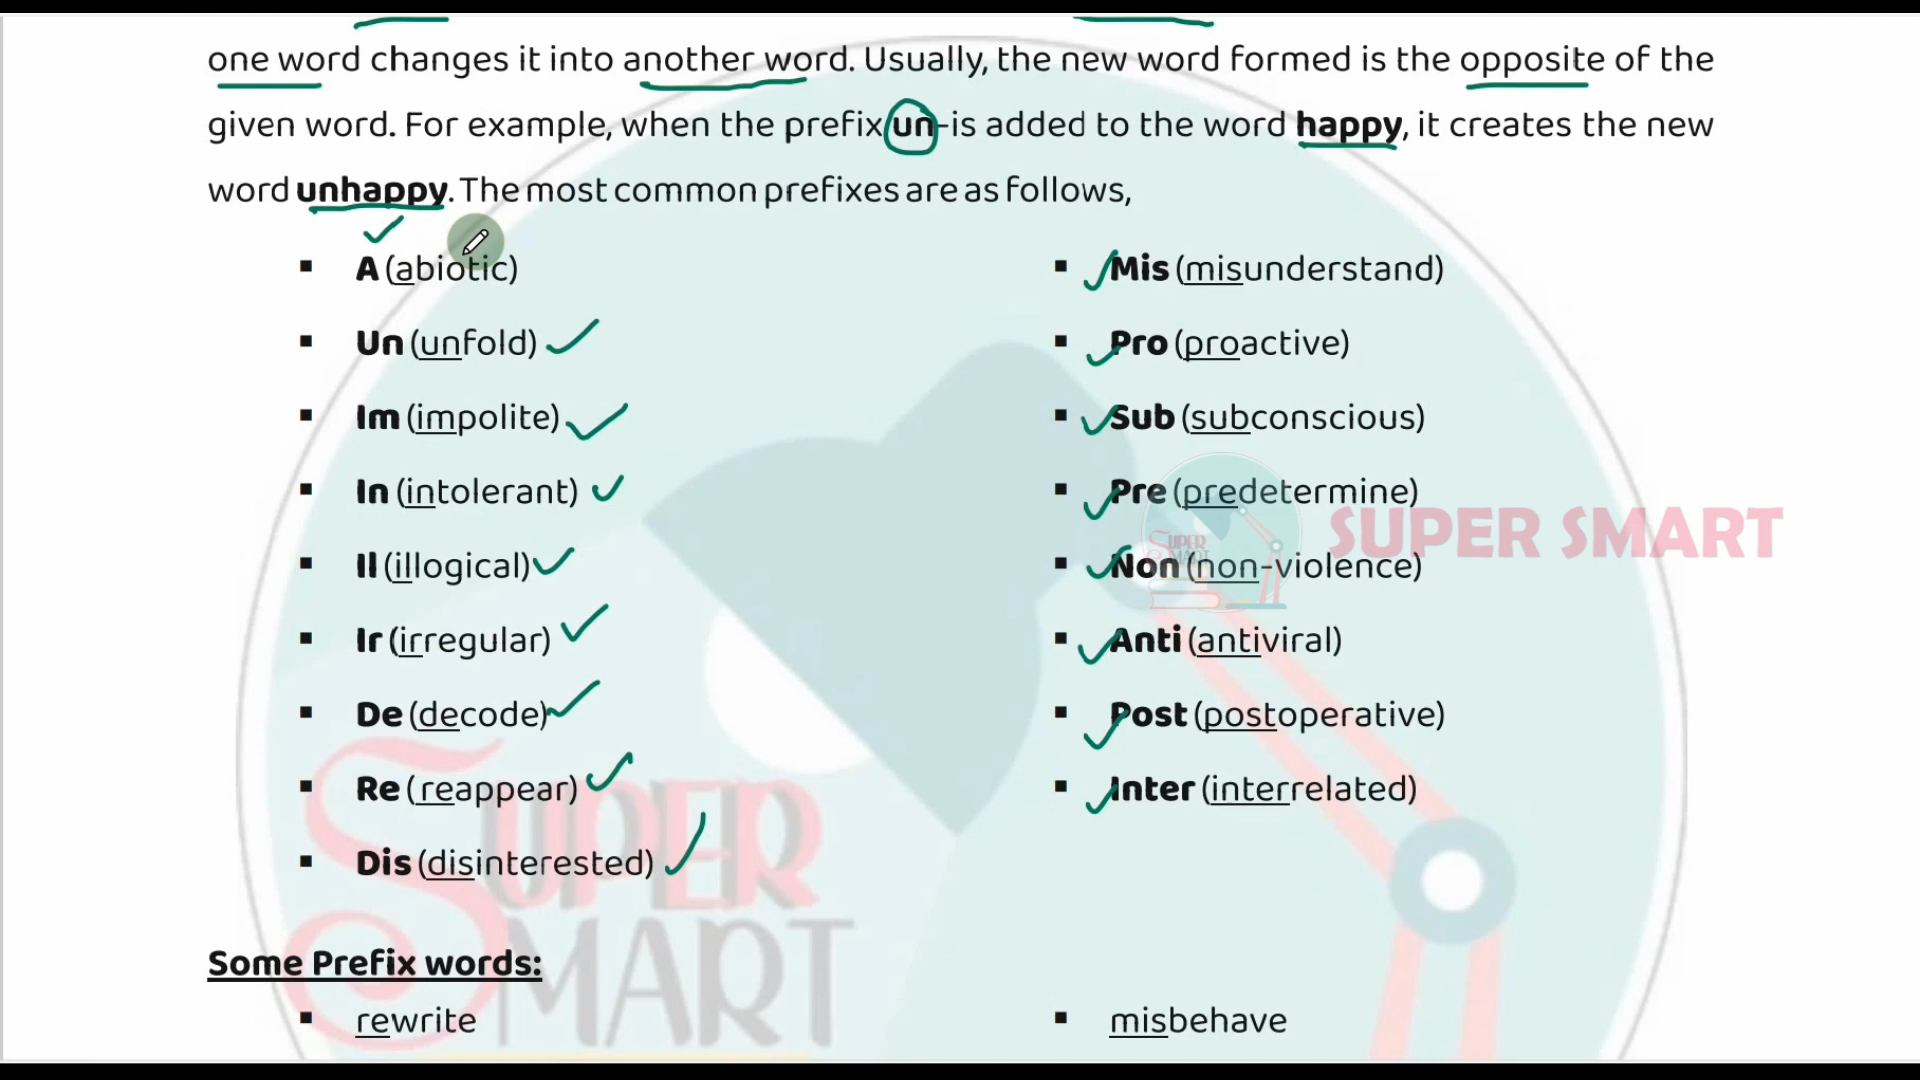 one word changes it into another word. Usually, the new word formed is the opposite of the
given word. For example, when the prefix un-is added to the word happy, it creates the new
word unhappy. The most common prefixes are as follows,
▪ A (abiotic)
▪ Un (unfold)
▪ Im (impolite)
▪ In (intolerant)
▪ Il (illogical)
▪ Ir (irregular)
▪ De (decode)
▪ Re (reappear)
▪ Dis (disinterested)
▪ Mis (misunderstand)
▪ Pro (proactive)
▪ Sub (subconscious)
▪ Pre (predetermine)
▪ Non (non-violence)
▪ Anti (antiviral)
▪ Post (postoperative)
▪ Inter (interrelated)
SUPER SMART
SUPER
SMART
SUPER
SMART
Some Prefix words:
▪ rewrite
▪ misbehave